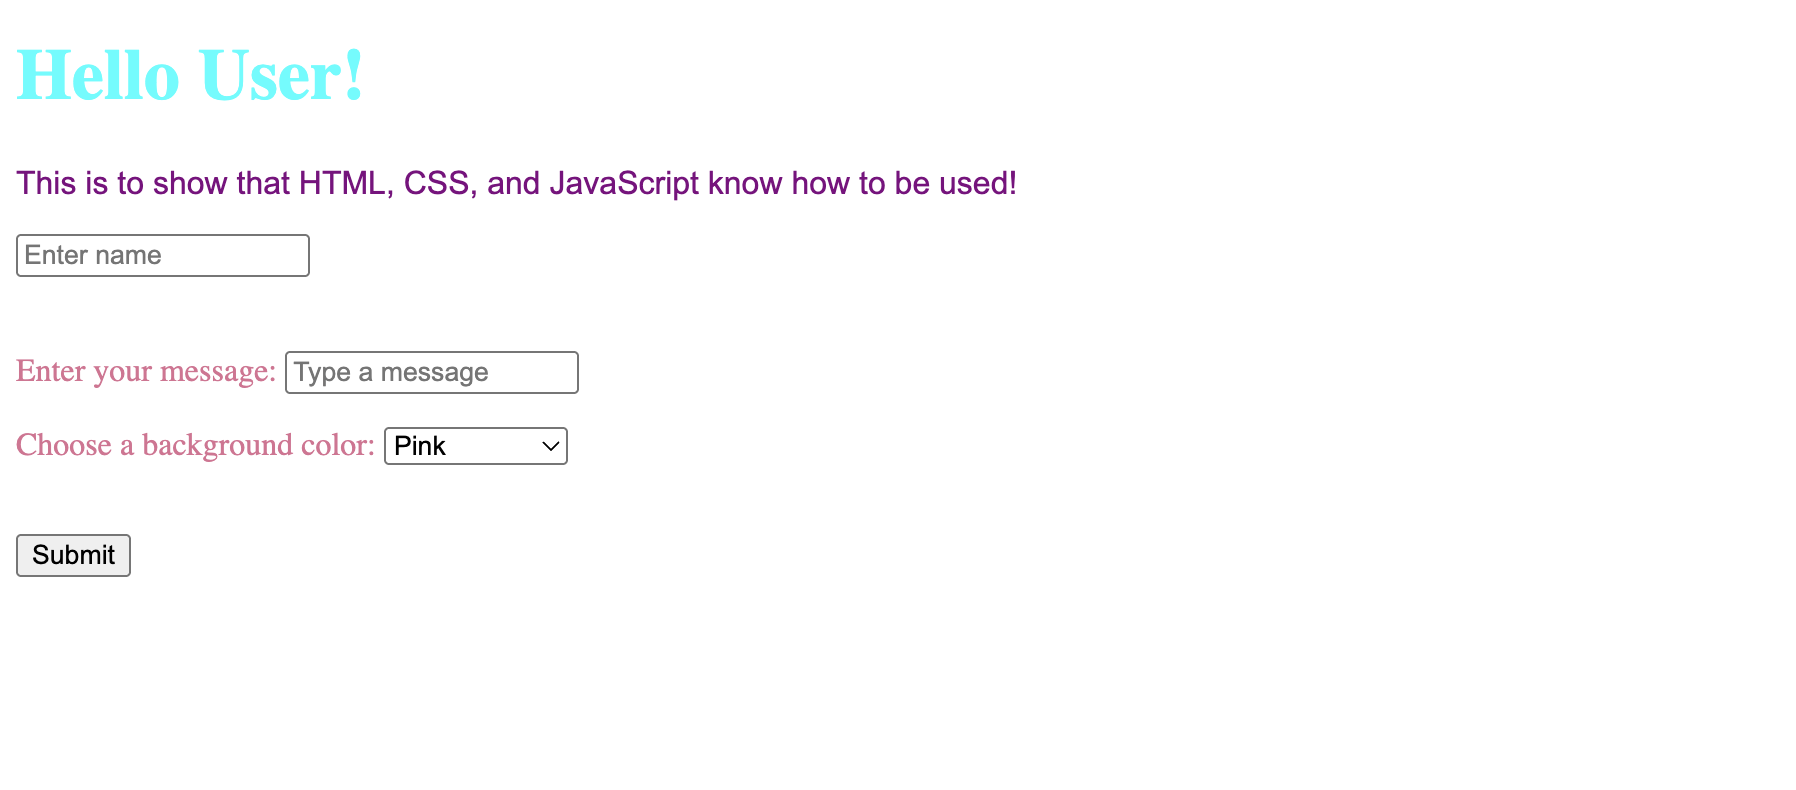 Hello User!
This is to show that HTML, CSS, and JavaScript know how to be used!
Enter name
Enter your message: Type a message
Choose a background color: Pink
Submit